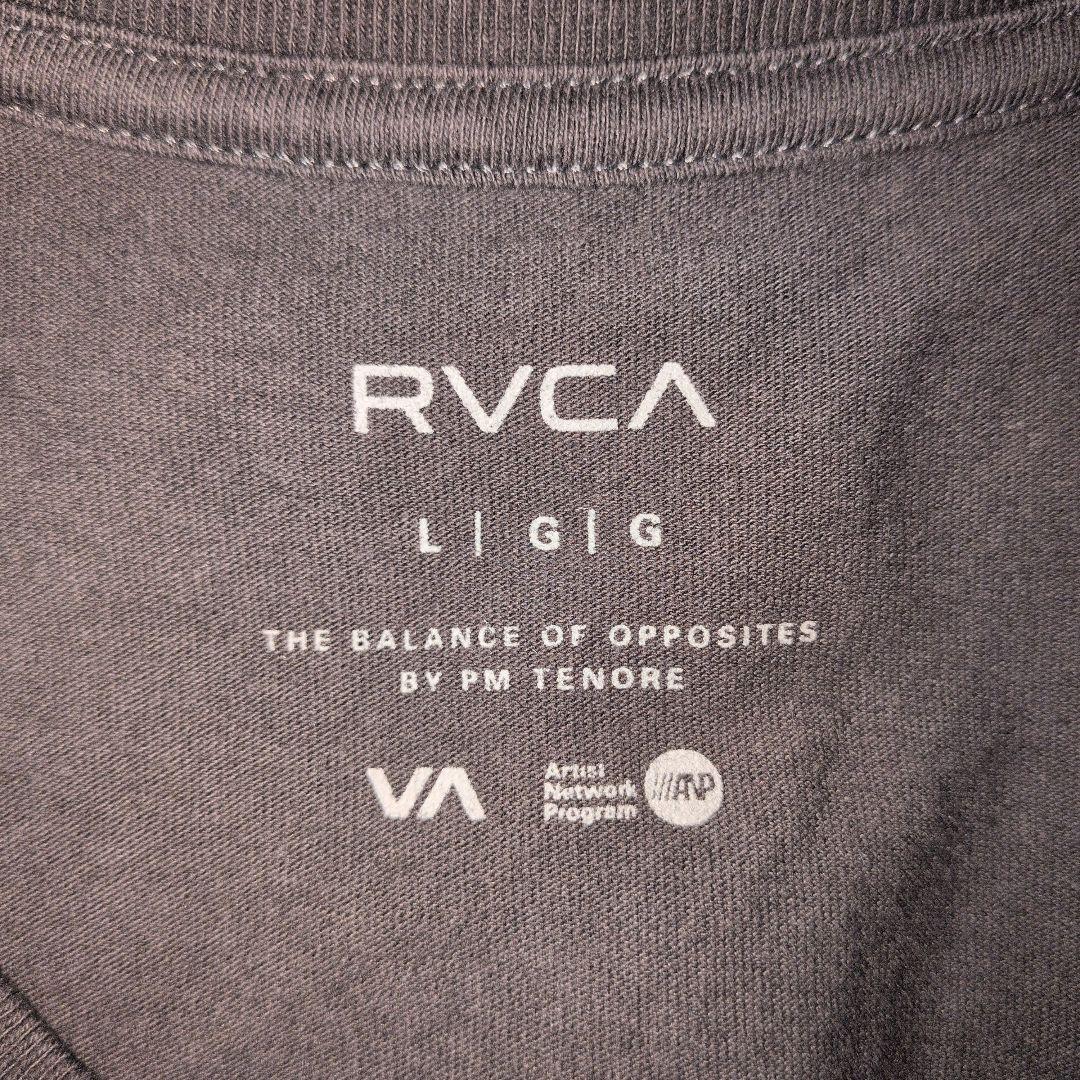 RVCA
L | G | G
THE BALANCE OF OPPOSITES
BY PM TENORE
VA
Artist
Network
Program
///ANP